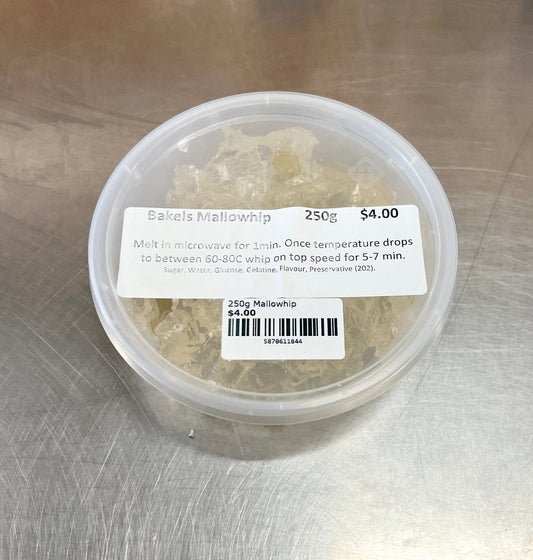 Bakels Mallowhip 250g $4.00
Melt in microwave for 1min. Once temperature drops
to between 60-80C whip on top speed for 5-7 min.
Sugar, Water, Glucose, Gelatine, Flavour, Preservative (202).
250g Mallowhip
$4.00
5870611844